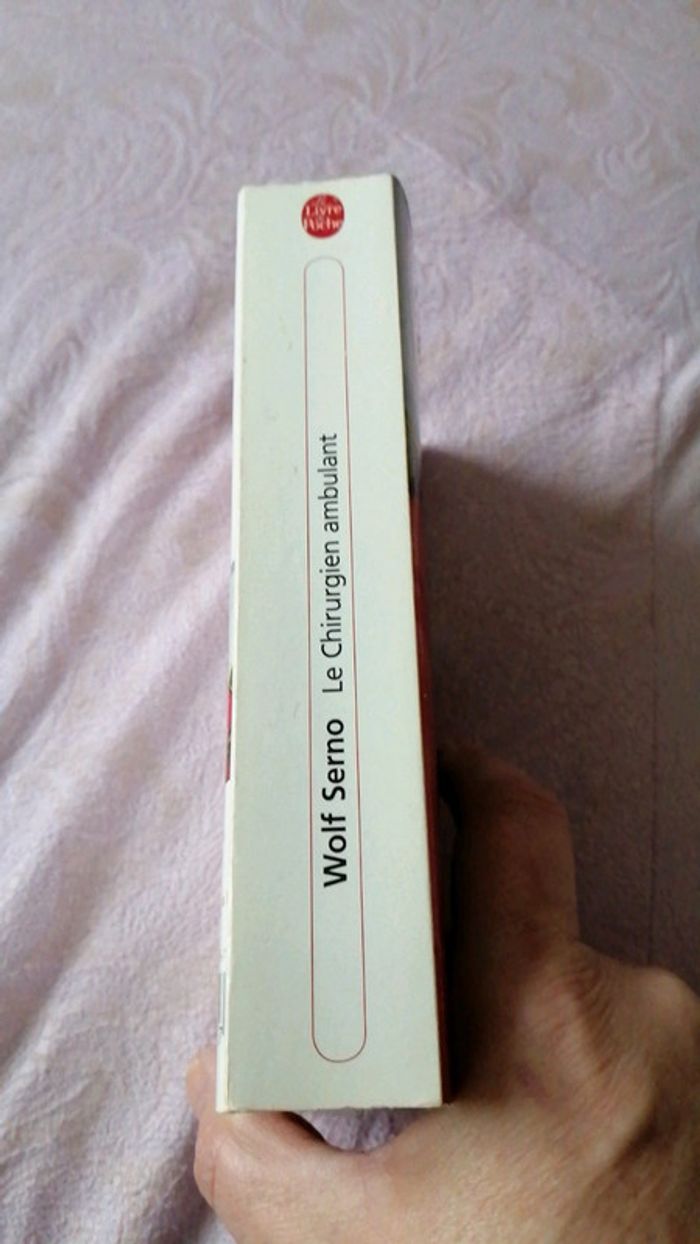 Le
Livre
de
Poche
Wolf Serno Le Chirurgien ambulant